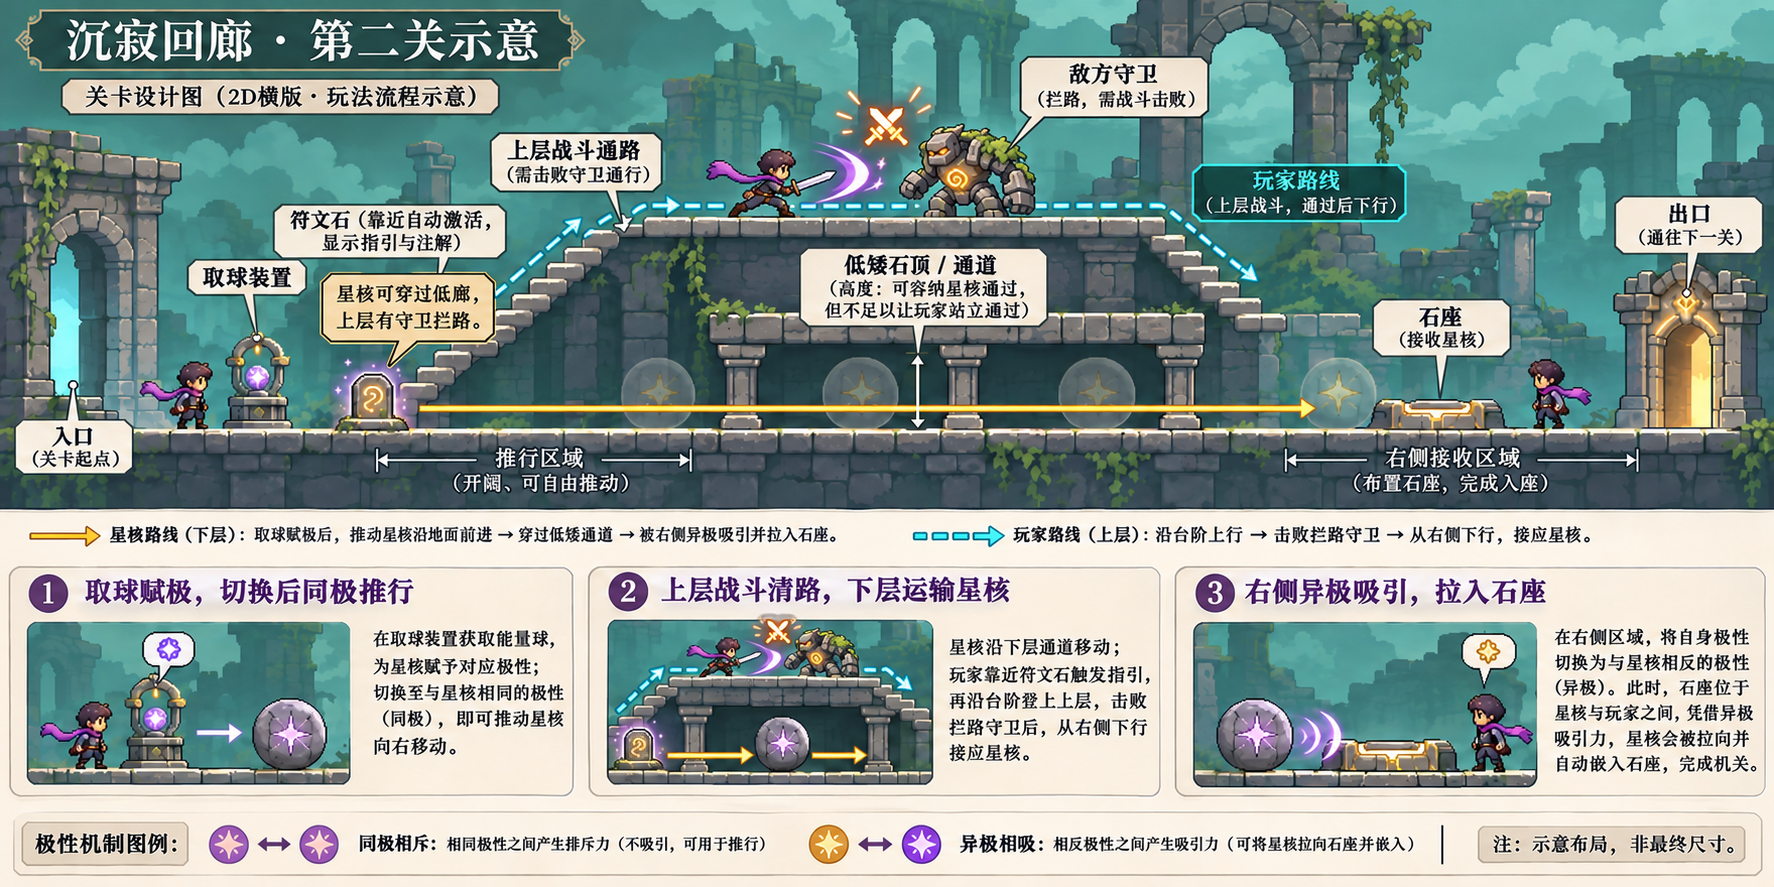 沉寂回廊 · 第二关示意
关卡设计图（2D横版 · 玩法流程示意）
敌方守卫
（拦路，需战斗击败）
上层战斗通路
（需击败守卫通行）
玩家路线
（上层战斗，通过后下行）
出口
（通往下一关）
符文石（靠近自动激活，
显示指引与注解）
取球装置
星核可穿过低廊，
上层有守卫拦路。
低矮石顶 / 通道
（高度：可容纳星核通过，
但不足以让玩家站立通过）
石座
（接收星核）
入口
（关卡起点）
推行区域
（开阔、可自由推动）
右侧接收区域
（布置石座，完成入座）
星核路线（下层）：取球赋极后，推动星核沿地面前进 → 穿过低矮通道 → 被右侧异极吸引并拉入石座。
玩家路线（上层）：沿台阶上行 → 击败拦路守卫 → 从右侧下行，接应星核。
1 取球赋极，切换后同极推行
在取球装置获取能量球，
为星核赋予对应极性；
切换至与星核相同的极性
（同极），即可推动星核
向右移动。
2 上层战斗清路，下层运输星核
星核沿下层通道移动；
玩家靠近符文石触发指引，
再沿台阶登上上层，击败
拦路守卫后，从右侧下行
接应星核。
3 右侧异极吸引，拉入石座
在右侧区域，将自身极性
切换为与星核相反的极性
（异极）。此时，石座位于
星核与玩家之间，凭借异极
吸引力，星核会被拉向并
自动嵌入石座，完成机关。
极性机制图例：
同极相斥：相同极性之间产生排斥力（不吸引，可用于推行）
异极相吸：相反极性之间产生吸引力（可将星核拉向石座并嵌入）
注：示意布局，非最终尺寸。